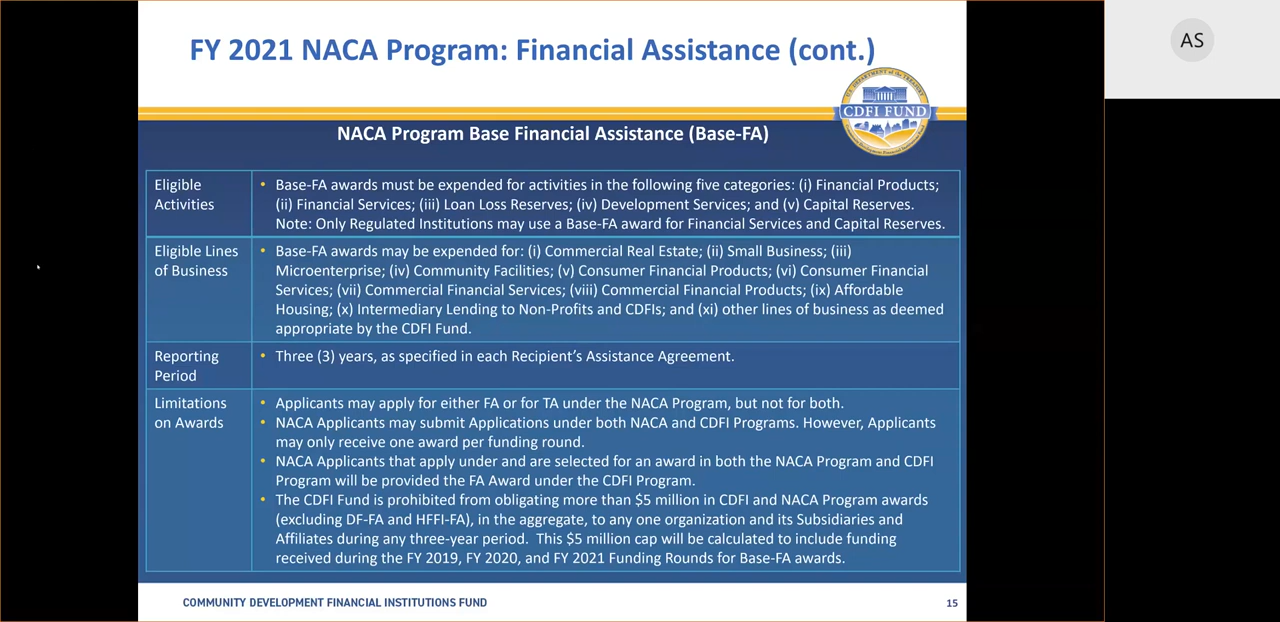 FY 2021 NACA Program: Financial Assistance (cont.)
AS
U.S. DEPARTMENT of the TREASURY
CDFI FUND
Community Development Financial Institutions Fund
NACA Program Base Financial Assistance (Base-FA)
Eligible
Activities
• Base-FA awards must be expended for activities in the following five categories: (i) Financial Products;
(ii) Financial Services; (iii) Loan Loss Reserves; (iv) Development Services; and (v) Capital Reserves.
Note: Only Regulated Institutions may use a Base-FA award for Financial Services and Capital Reserves.
Eligible Lines
of Business
• Base-FA awards may be expended for: (i) Commercial Real Estate; (ii) Small Business; (iii)
Microenterprise; (iv) Community Facilities; (v) Consumer Financial Products; (vi) Consumer Financial
Services; (vii) Commercial Financial Services; (viii) Commercial Financial Products; (ix) Affordable
Housing; (x) Intermediary Lending to Non-Profits and CDFIs; and (xi) other lines of business as deemed
appropriate by the CDFI Fund.
Reporting
Period
• Three (3) years, as specified in each Recipient's Assistance Agreement.
Limitations
on Awards
• Applicants may apply for either FA or for TA under the NACA Program, but not for both.
• NACA Applicants may submit Applications under both NACA and CDFI Programs. However, Applicants
may only receive one award per funding round.
• NACA Applicants that apply under and are selected for an award in both the NACA Program and CDFI
Program will be provided the FA Award under the CDFI Program.
• The CDFI Fund is prohibited from obligating more than $5 million in CDFI and NACA Program awards
(excluding DF-FA and HFFI-FA), in the aggregate, to any one organization and its Subsidiaries and
Affiliates during any three-year period.  This $5 million cap will be calculated to include funding
received during the FY 2019, FY 2020, and FY 2021 Funding Rounds for Base-FA awards.
COMMUNITY DEVELOPMENT FINANCIAL INSTITUTIONS FUND
15